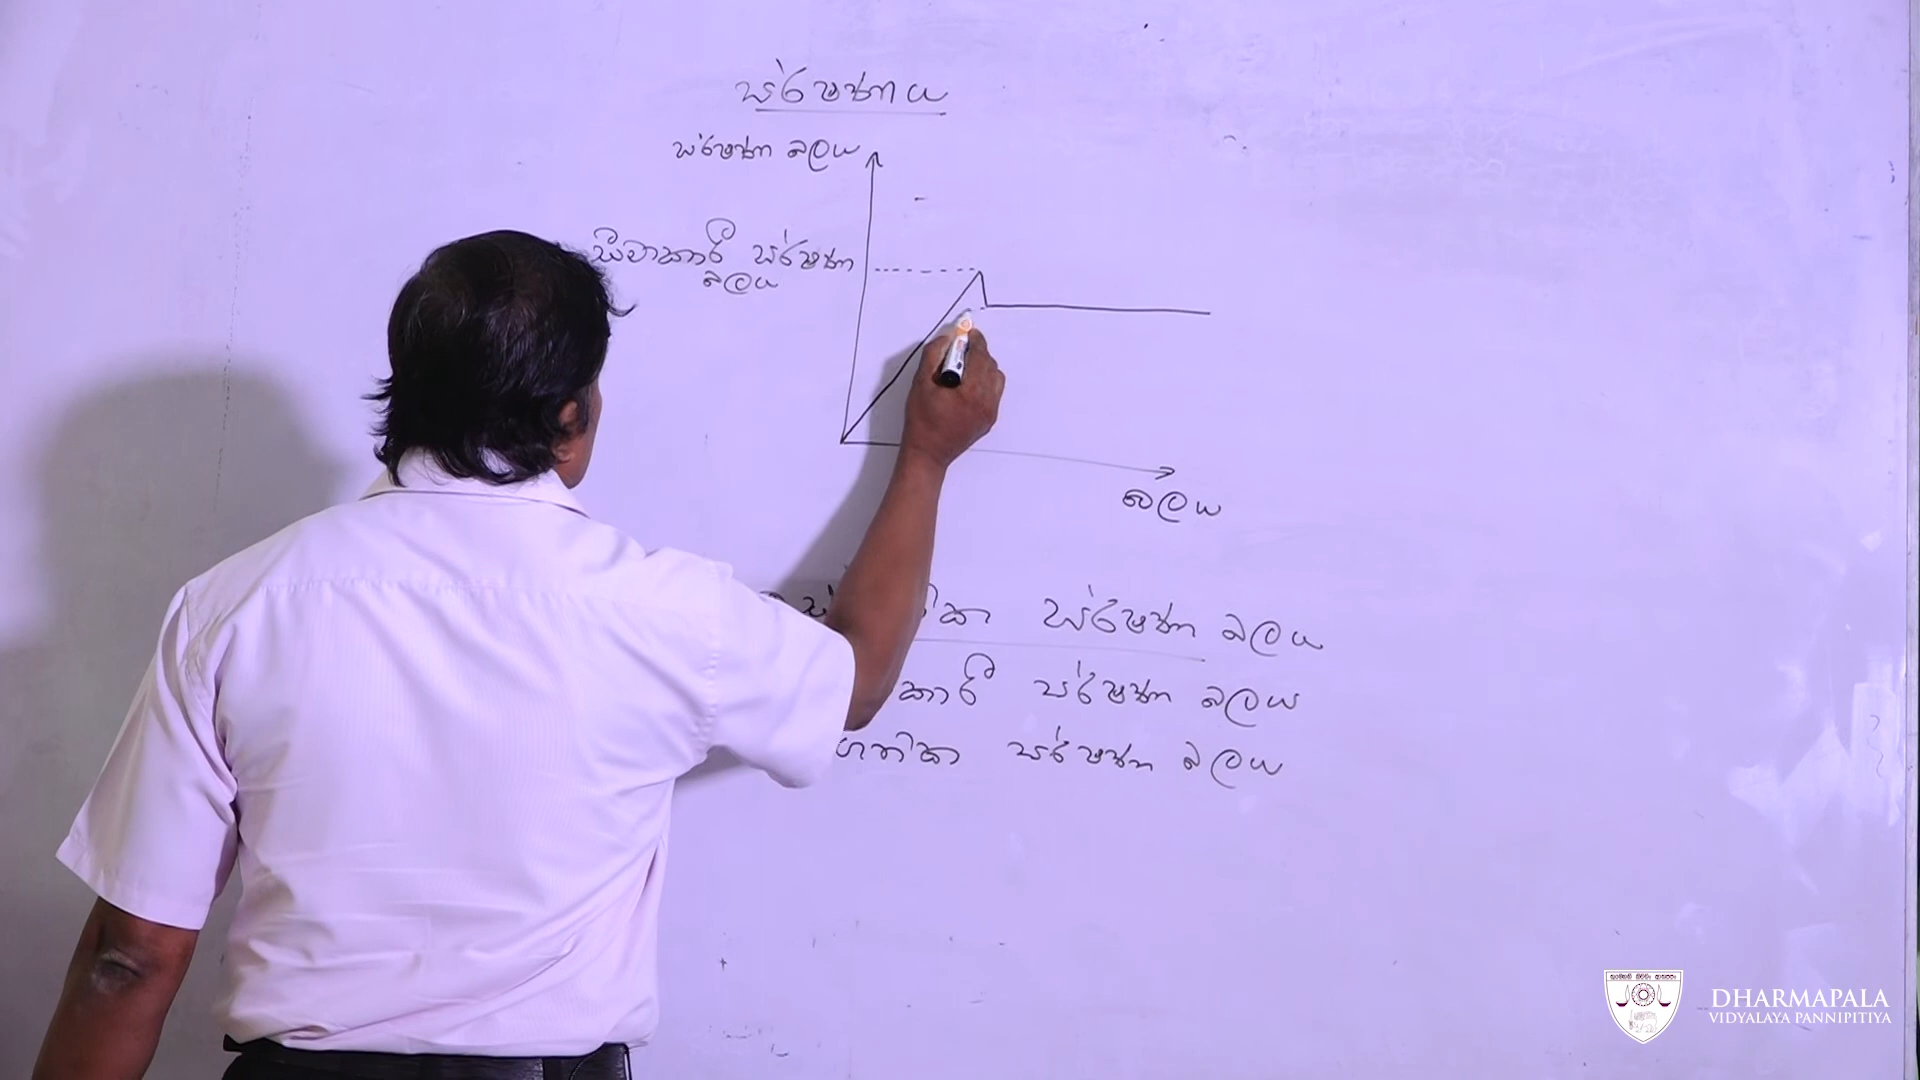 ඝර්ෂණය
ඝර්ෂණ බලය
සීමාකාරී ඝර්ෂණ
බලය
බලය
ඝර්ෂණ බලය
ඝර්ෂණ බලය
ගතික ඝර්ෂණ බලය
DHARMAPALA
VIDYALAYA PANNIPITIYA